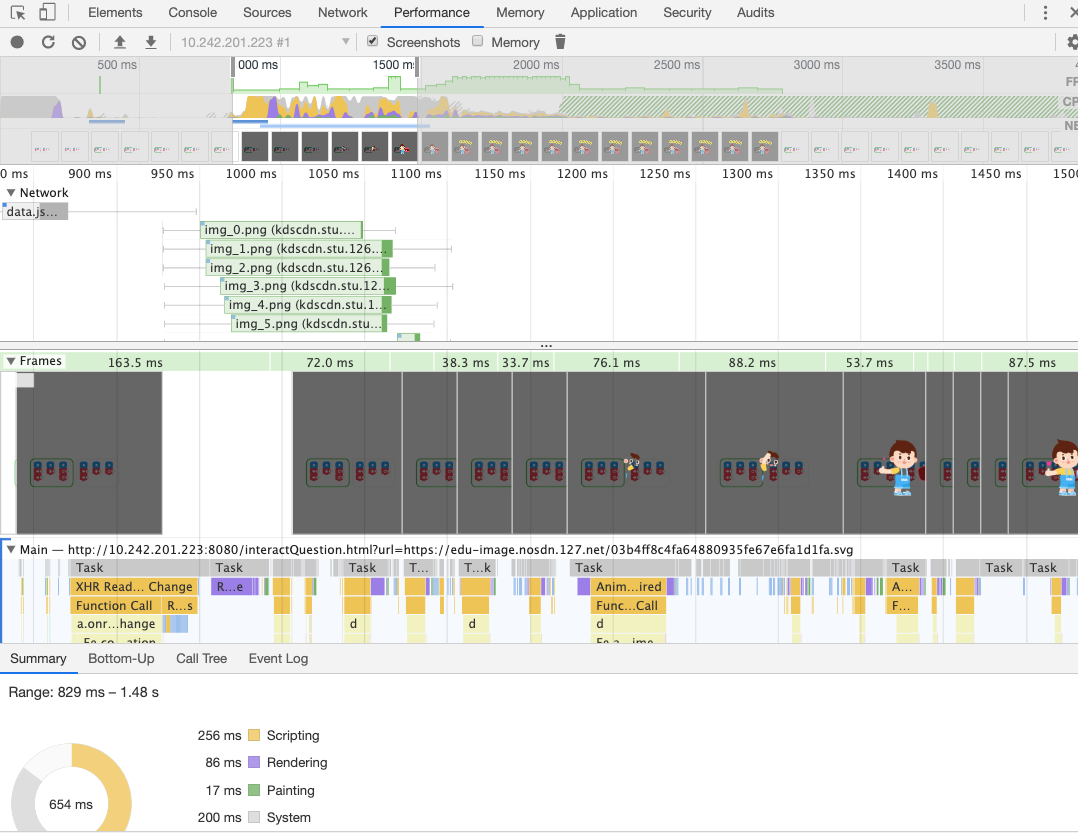 Elements Console Sources Network Performance Memory Application Security Audits
10.242.201.223 #1 Screenshots Memory
500 ms 000 ms 1500 ms 2000 ms 2500 ms 3000 ms 3500 ms 4
FP
CP
NE
0 ms 900 ms 950 ms 1000 ms 1050 ms 1100 ms 1150 ms 1200 ms 1250 ms 1300 ms 1350 ms 1400 ms 1450 ms 1500
Network
data.js…
img_0.png (kdscdn.stu.…
img_1.png (kdscdn.stu.126…
img_2.png (kdscdn.stu.126…
img_3.png (kdscdn.stu.12…
img_4.png (kdscdn.stu.1…
img_5.png (kdscdn.stu…
Frames 163.5 ms 72.0 ms 38.3 ms 33.7 ms 76.1 ms 88.2 ms 53.7 ms 87.5 ms
Main — http://10.242.201.223:8080/interactQuestion.html?url=https://edu-image.nosdn.127.net/03b4ff8c4fa64880935fe67e6fa1d1fa.svg
Task Task Task T… T…k Task Task Task Task
XHR Read… Change R…e Anim…ired A…
Function Call R…s Func…Call F…
a.onr…hange d d d
Fe.co…ation Fe.a…ime
Summary Bottom-Up Call Tree Event Log
Range: 829 ms – 1.48 s
256 ms Scripting
86 ms Rendering
17 ms Painting
654 ms
200 ms System